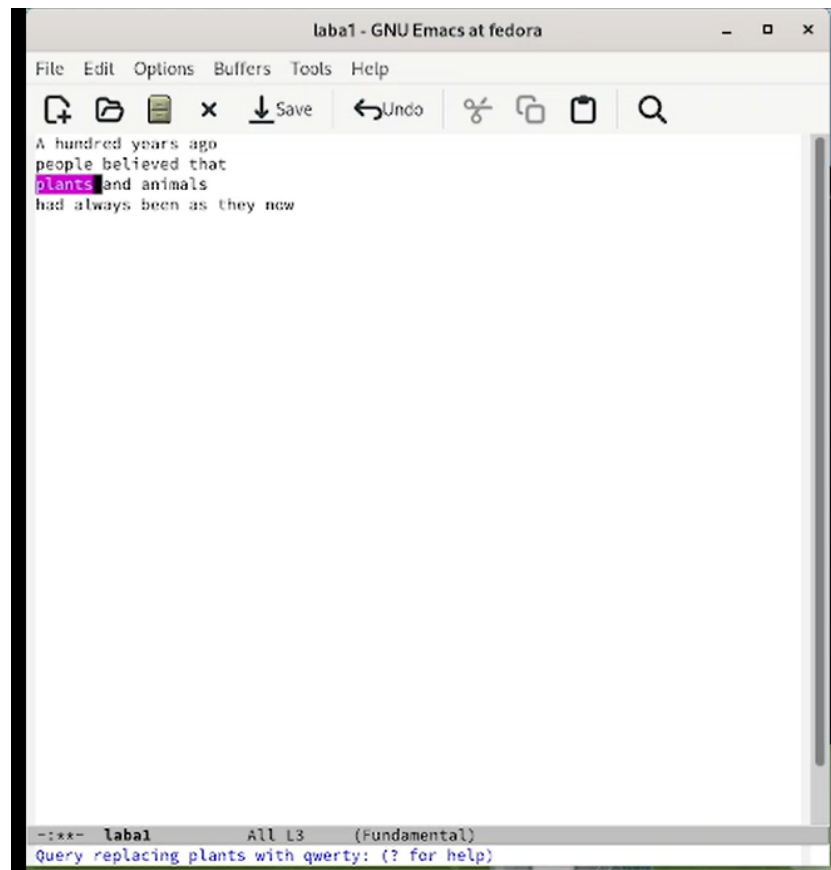 laba1 - GNU Emacs at fedora
File Edit Options Buffers Tools Help
Save Undo
A hundred years ago
people believed that
plants and animals
had always been as they now
-:**- laba1 All L3 (Fundamental)
Query replacing plants with qwerty: (? for help)